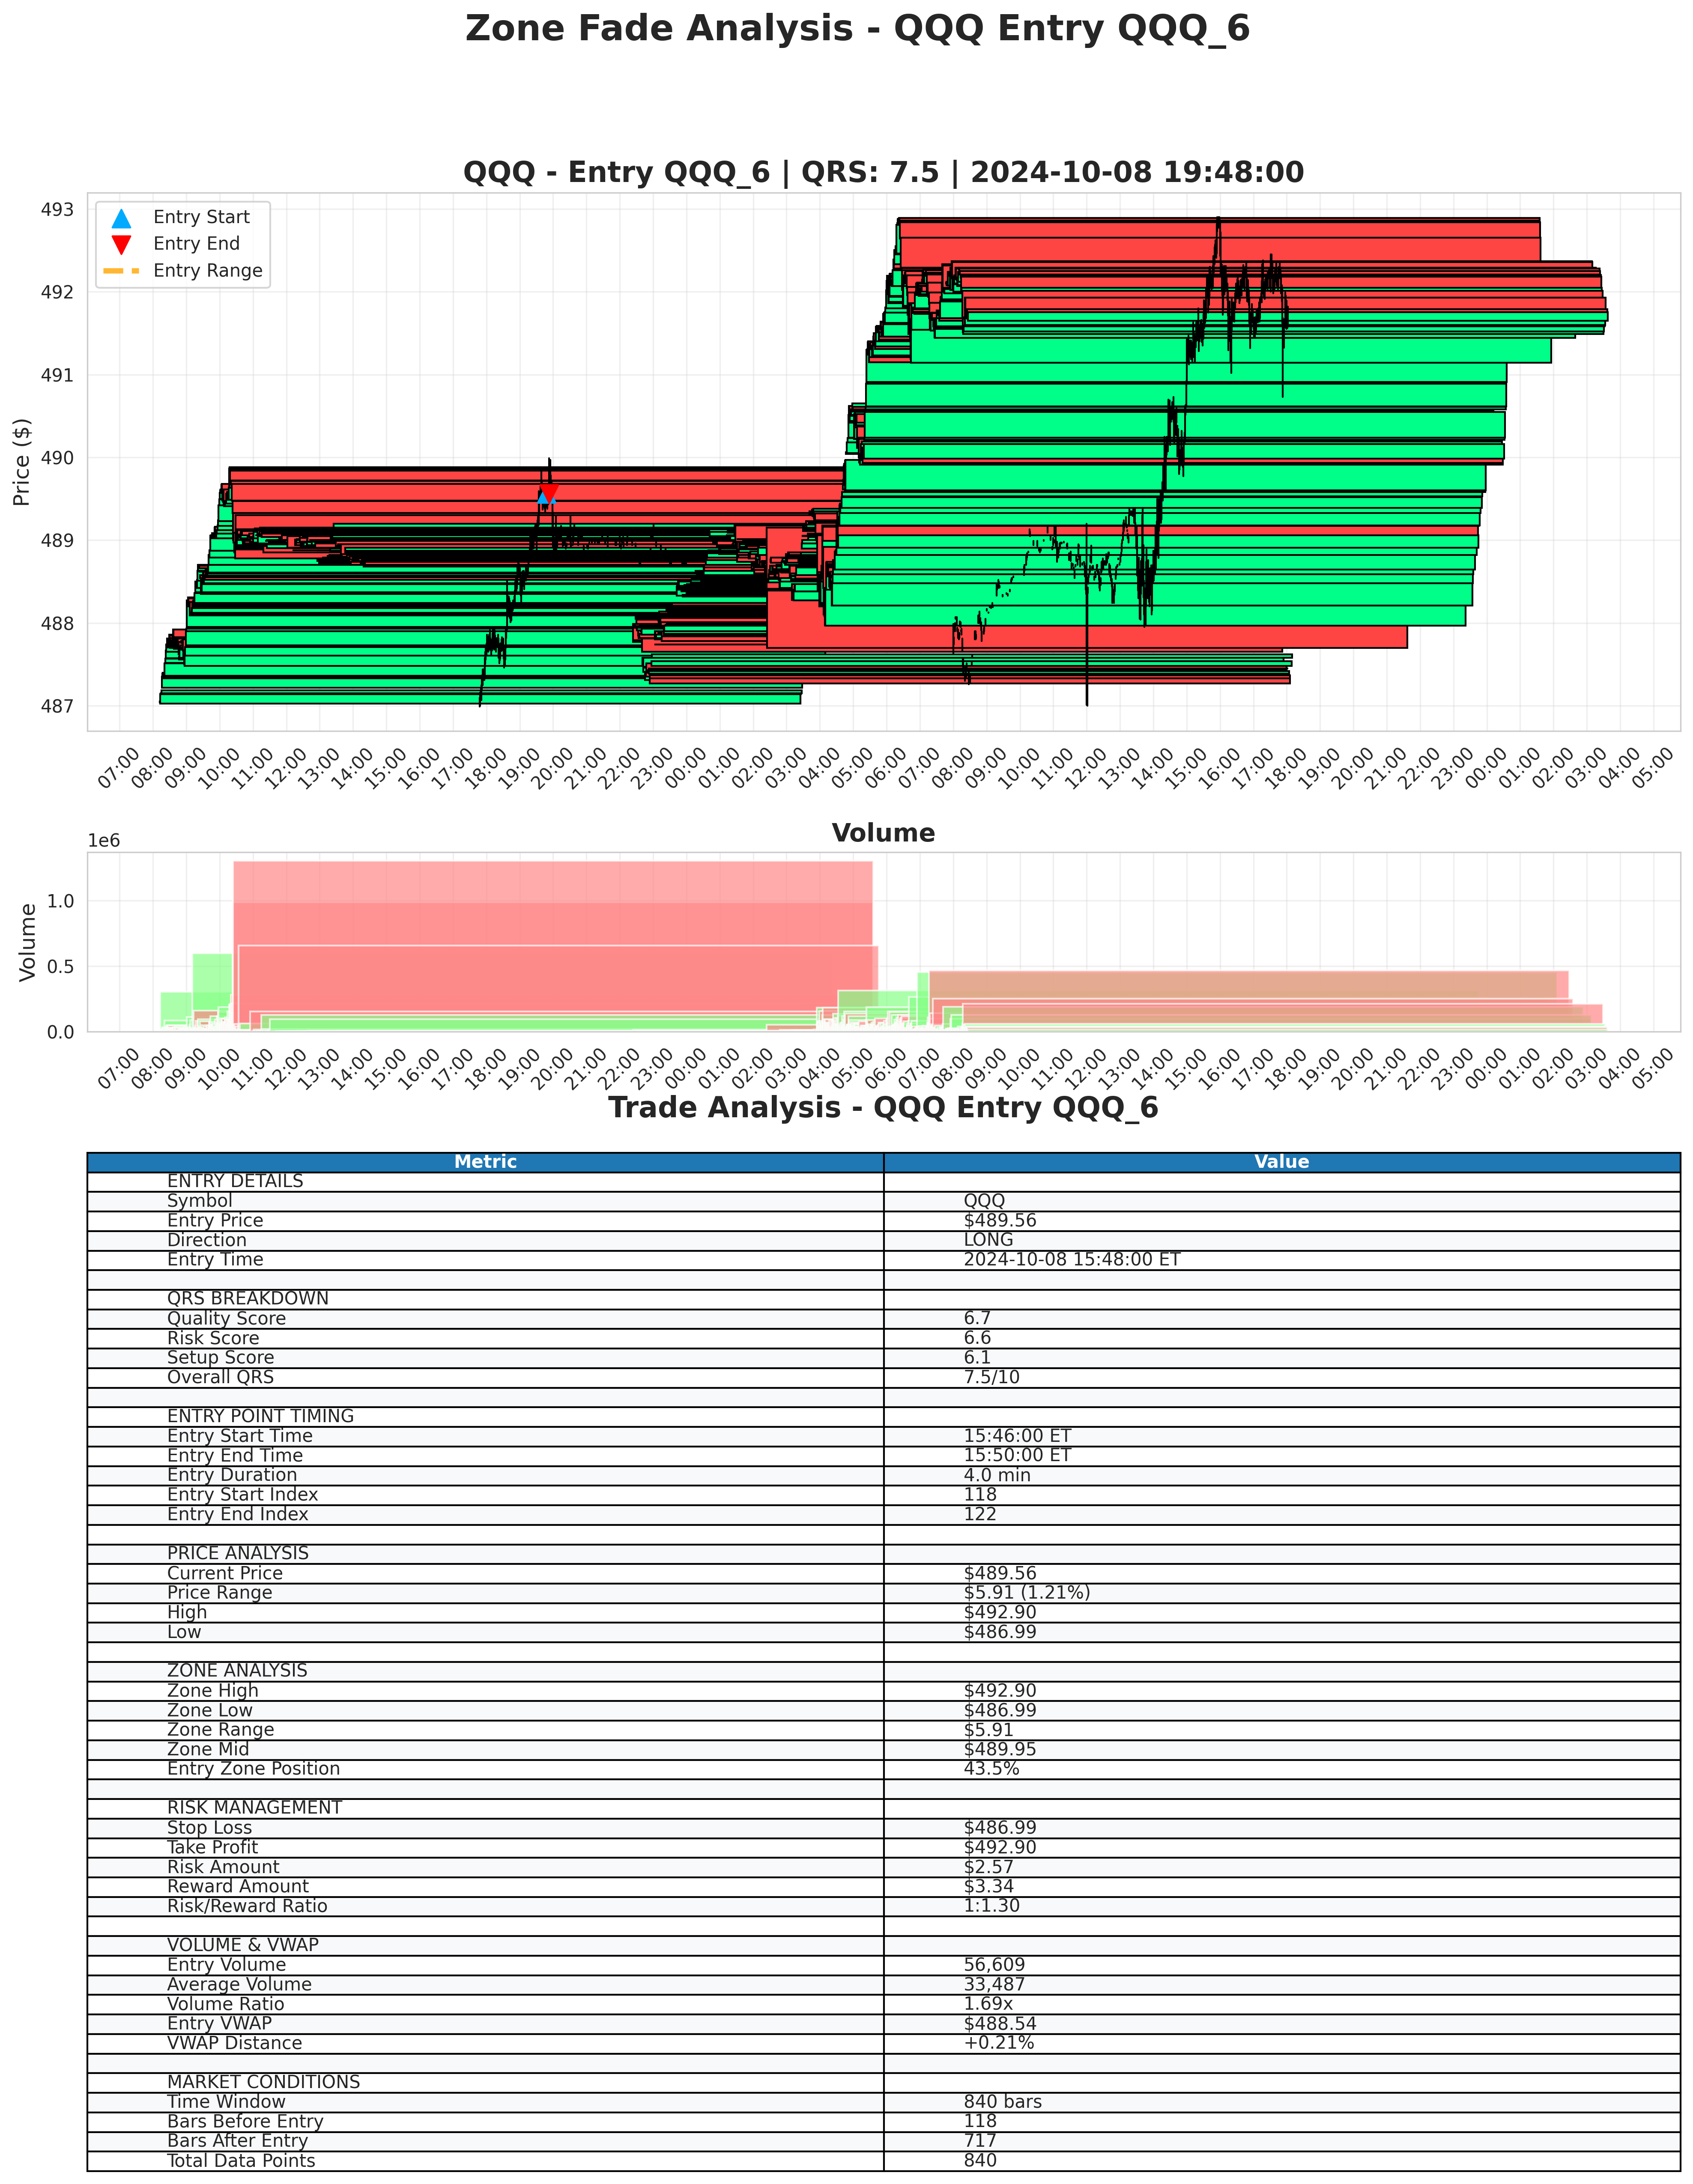 Zone Fade Analysis - QQQ Entry QQQ_6
QQQ - Entry QQQ_6 | QRS: 7.5 | 2024-10-08 19:48:00
Entry Start
Entry End
Entry Range
Price ($)
493
492
491
490
489
488
487
07:00 08:00 09:00 10:00 11:00 12:00 13:00 14:00 15:00 16:00 17:00 18:00 19:00 20:00 21:00 22:00 23:00 00:00 01:00 02:00 03:00 04:00 05:00 06:00 07:00 08:00 09:00 10:00 11:00 12:00 13:00 14:00 15:00 16:00 17:00 18:00 19:00 20:00 21:00 22:00 23:00 00:00 01:00 02:00 03:00 04:00 05:00
Volume
1e6
Volume
1.0
0.5
0.0
07:00 08:00 09:00 10:00 11:00 12:00 13:00 14:00 15:00 16:00 17:00 18:00 19:00 20:00 21:00 22:00 23:00 00:00 01:00 02:00 03:00 04:00 05:00 06:00 07:00 08:00 09:00 10:00 11:00 12:00 13:00 14:00 15:00 16:00 17:00 18:00 19:00 20:00 21:00 22:00 23:00 00:00 01:00 02:00 03:00 04:00 05:00
Trade Analysis - QQQ Entry QQQ_6
Metric Value
ENTRY DETAILS
Symbol QQQ
Entry Price $489.56
Direction LONG
Entry Time 2024-10-08 15:48:00 ET
QRS BREAKDOWN
Quality Score 6.7
Risk Score 6.6
Setup Score 6.1
Overall QRS 7.5/10
ENTRY POINT TIMING
Entry Start Time 15:46:00 ET
Entry End Time 15:50:00 ET
Entry Duration 4.0 min
Entry Start Index 118
Entry End Index 122
PRICE ANALYSIS
Current Price $489.56
Price Range $5.91 (1.21%)
High $492.90
Low $486.99
ZONE ANALYSIS
Zone High $492.90
Zone Low $486.99
Zone Range $5.91
Zone Mid $489.95
Entry Zone Position 43.5%
RISK MANAGEMENT
Stop Loss $486.99
Take Profit $492.90
Risk Amount $2.57
Reward Amount $3.34
Risk/Reward Ratio 1:1.30
VOLUME & VWAP
Entry Volume 56,609
Average Volume 33,487
Volume Ratio 1.69x
Entry VWAP $488.54
VWAP Distance +0.21%
MARKET CONDITIONS
Time Window 840 bars
Bars Before Entry 118
Bars After Entry 717
Total Data Points 840